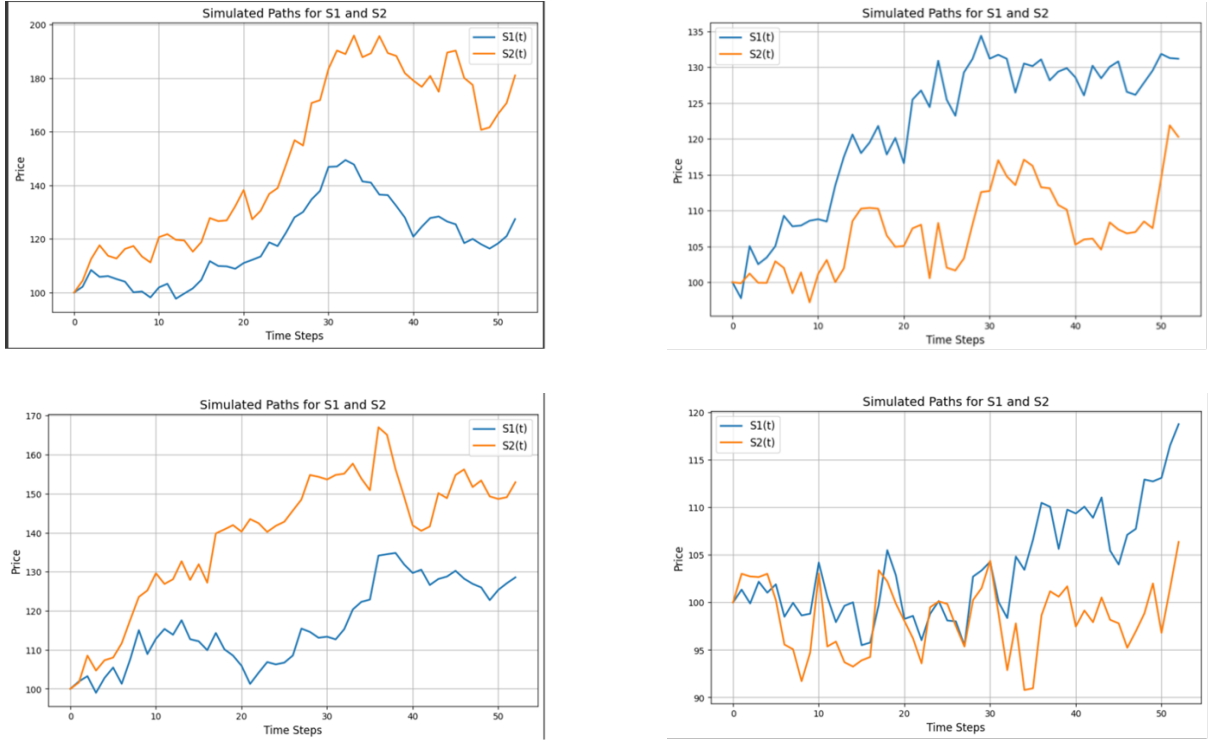 Simulated Paths for S1 and S2
200
180
160
140
120
100
Price
S1(t)
S2(t)
0 10 20 30 40 50
Time Steps
Simulated Paths for S1 and S2
135
130
125
120
115
110
105
100
Price
S1(t)
S2(t)
0 10 20 30 40 50
Time Steps
Simulated Paths for S1 and S2
170
160
150
140
130
120
110
100
Price
S1(t)
S2(t)
0 10 20 30 40 50
Time Steps
Simulated Paths for S1 and S2
120
115
110
105
100
95
90
Price
S1(t)
S2(t)
0 10 20 30 40 50
Time Steps